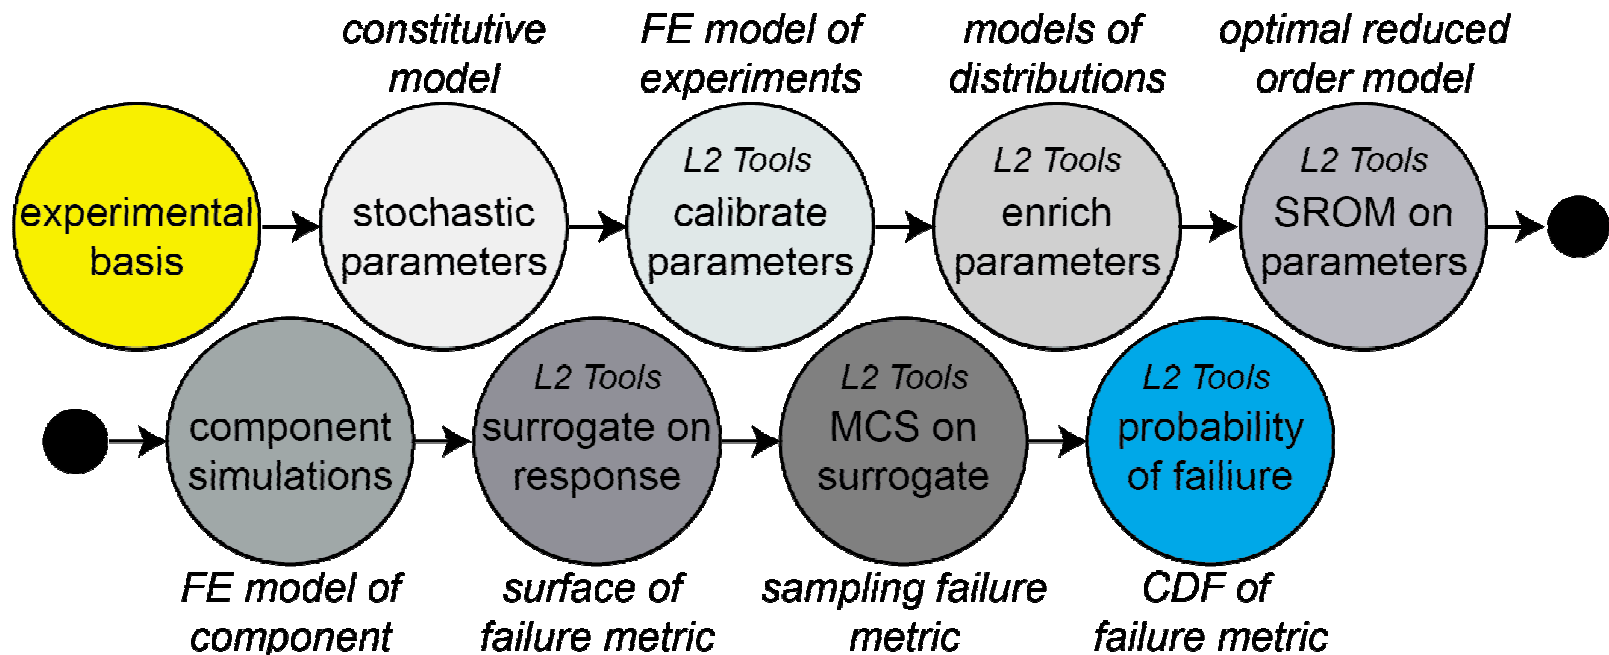 constitutive
model
FE model of
experiments
models of
distributions
optimal reduced
order model
experimental
basis
stochastic
parameters
L2 Tools
calibrate
parameters
L2 Tools
enrich
parameters
L2 Tools
SROM on
parameters
component
simulations
L2 Tools
surrogate on
response
L2 Tools
MCS on
surrogate
L2 Tools
probability
of failiure
FE model of
component
surface of
failure metric
sampling failure
metric
CDF of
failure metric